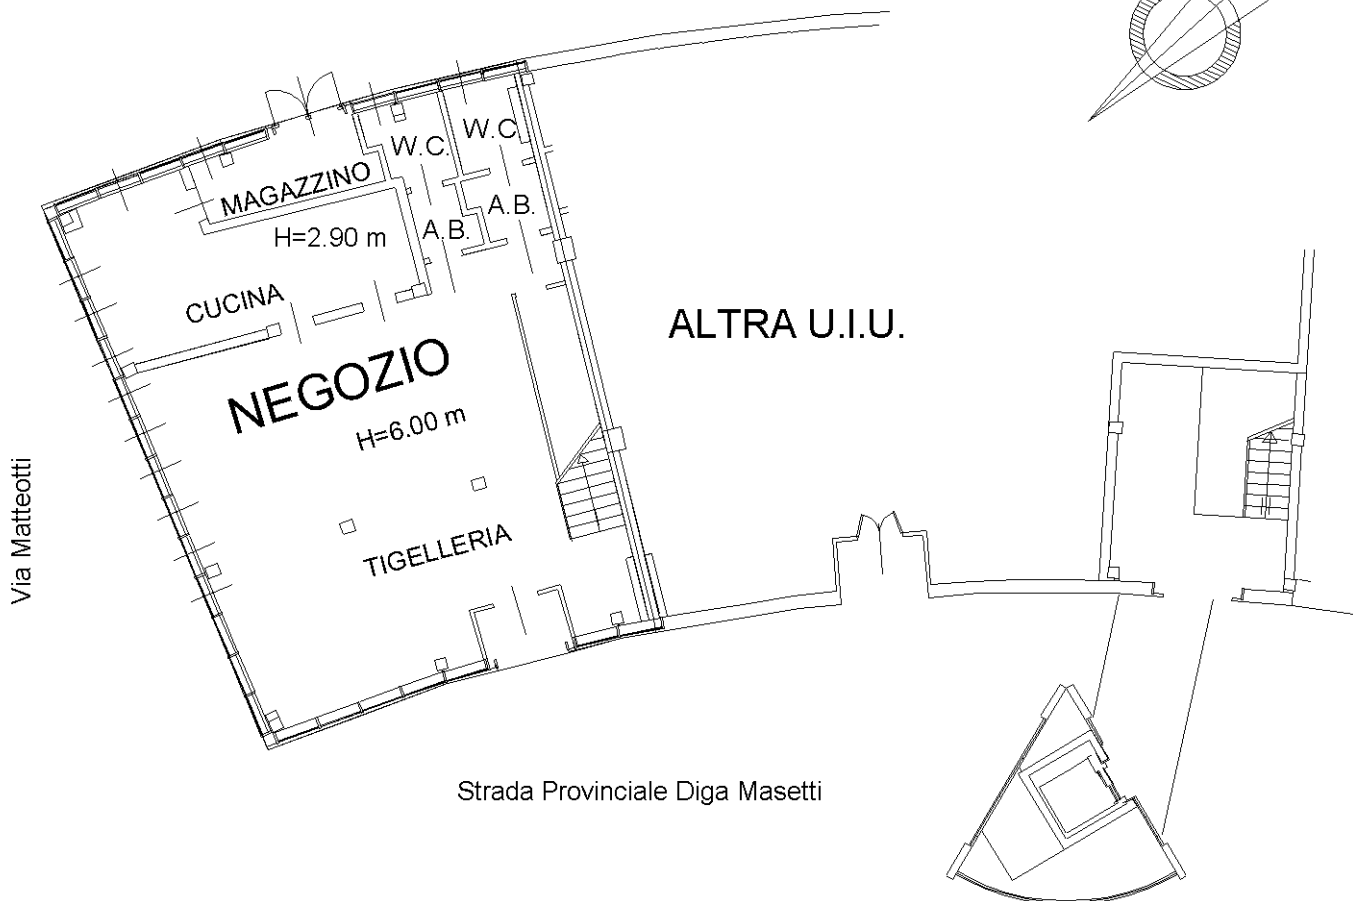 W.C.
W.C
MAGAZZINO
A.B.
A.B.
H=2.90 m
CUCINA
ALTRA U.I.U.
NEGOZIO
H=6.00 m
Via Matteotti
TIGELLERIA
Strada Provinciale Diga Masetti